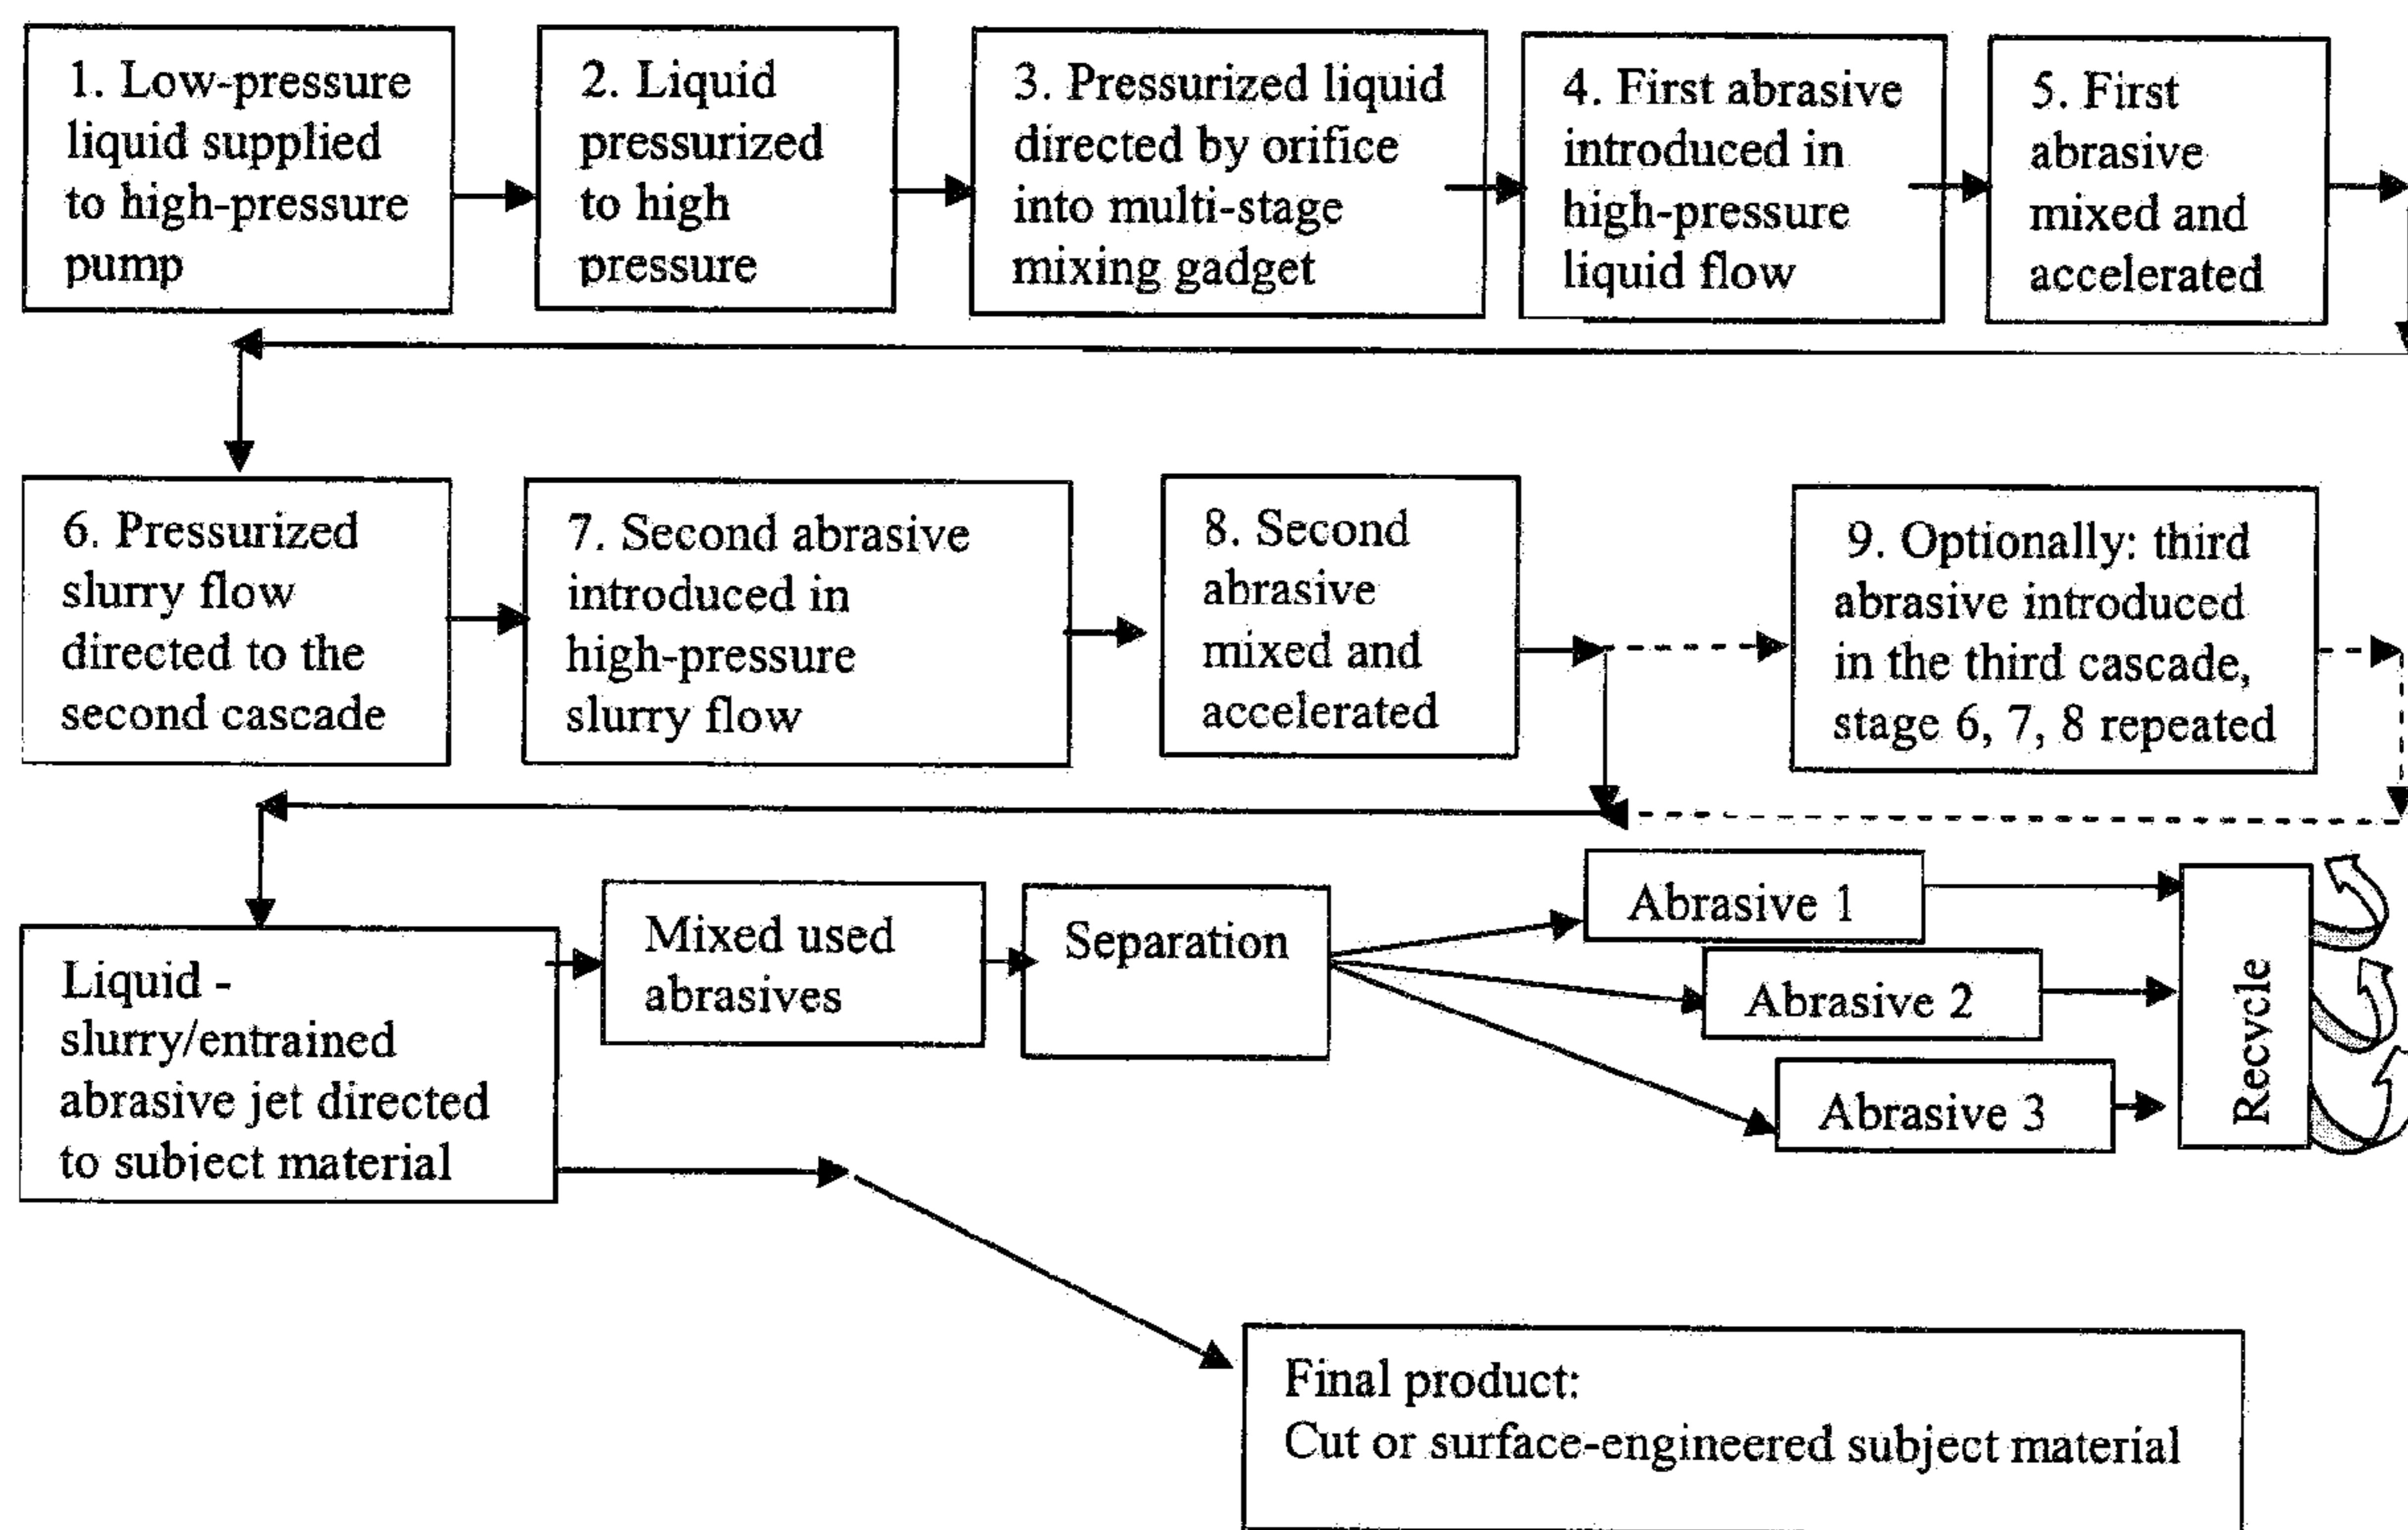 1. Low-pressure
liquid supplied
to high-pressure
pump
2. Liquid
pressurized
to high
pressure
3. Pressurized liquid
directed by orifice
into multi-stage
mixing gadget
4. First abrasive
introduced in
high-pressure
liquid flow
5. First
abrasive
mixed and
accelerated
6. Pressurized
slurry flow
directed to the
second cascade
7. Second abrasive
introduced in
high-pressure
slurry flow
8. Second
abrasive
mixed and
accelerated
9. Optionally: third
abrasive introduced
in the third cascade,
stage 6, 7, 8 repeated
Liquid -
slurry/entrained
abrasive jet directed
to subject material
Mixed used
abrasives
Separation
Abrasive 1
Abrasive 2
Abrasive 3
Recycle
Final product:
Cut or surface-engineered subject material